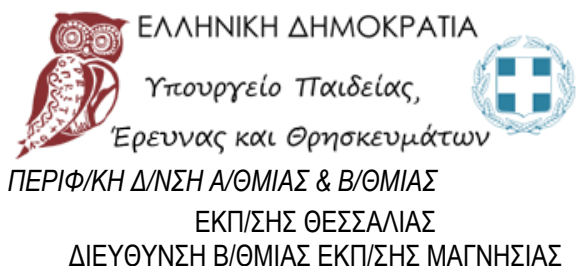 ΕΛΛΗΝΙΚΗ ΔΗΜΟΚΡΑΤΙΑ
Υπουργείο Παιδείας,
Έρευνας και Θρησκευμάτων
ΠΕΡΙΦ/ΚΗ Δ/ΝΣΗ Α/ΘΜΙΑΣ & Β/ΘΜΙΑΣ
ΕΚΠ/ΣΗΣ ΘΕΣΣΑΛΙΑΣ
ΔΙΕΥΘΥΝΣΗ Β/ΘΜΙΑΣ ΕΚΠ/ΣΗΣ ΜΑΓΝΗΣΙΑΣ